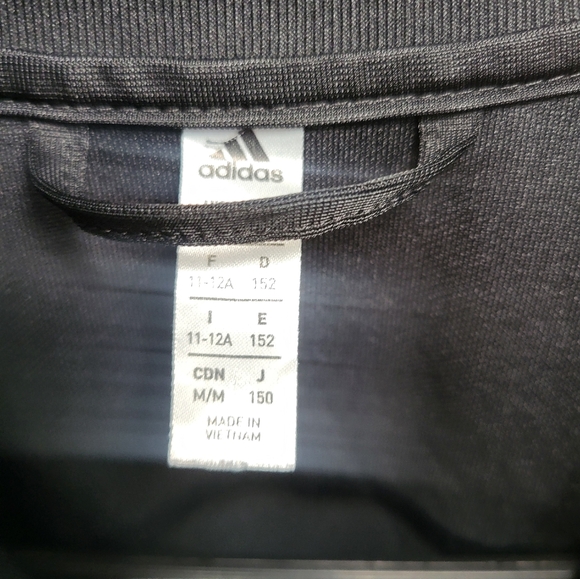 adidas
F D
11-12A 152
I E
11-12A 152
CDN J
M/M 150
MADE IN
VIETNAM